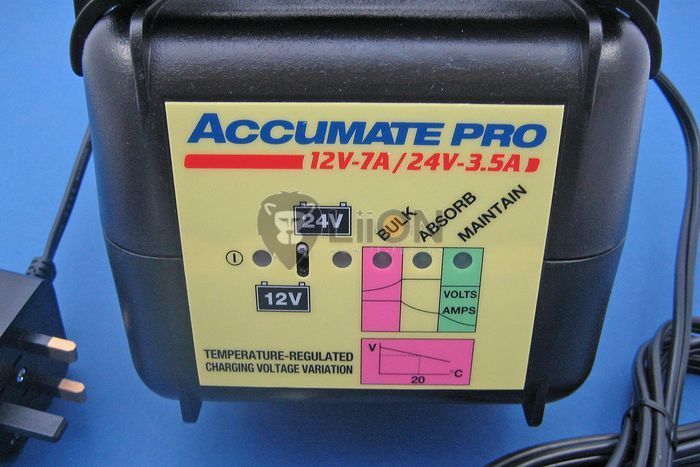 ACCUMATE PRO
12V-7A / 24V-3.5A
24V
LiiON
BULK
ABSORB
MAINTAIN
12V
VOLTS
AMPS
TEMPERATURE-REGULATED
CHARGING VOLTAGE VARIATION
V
20
°C